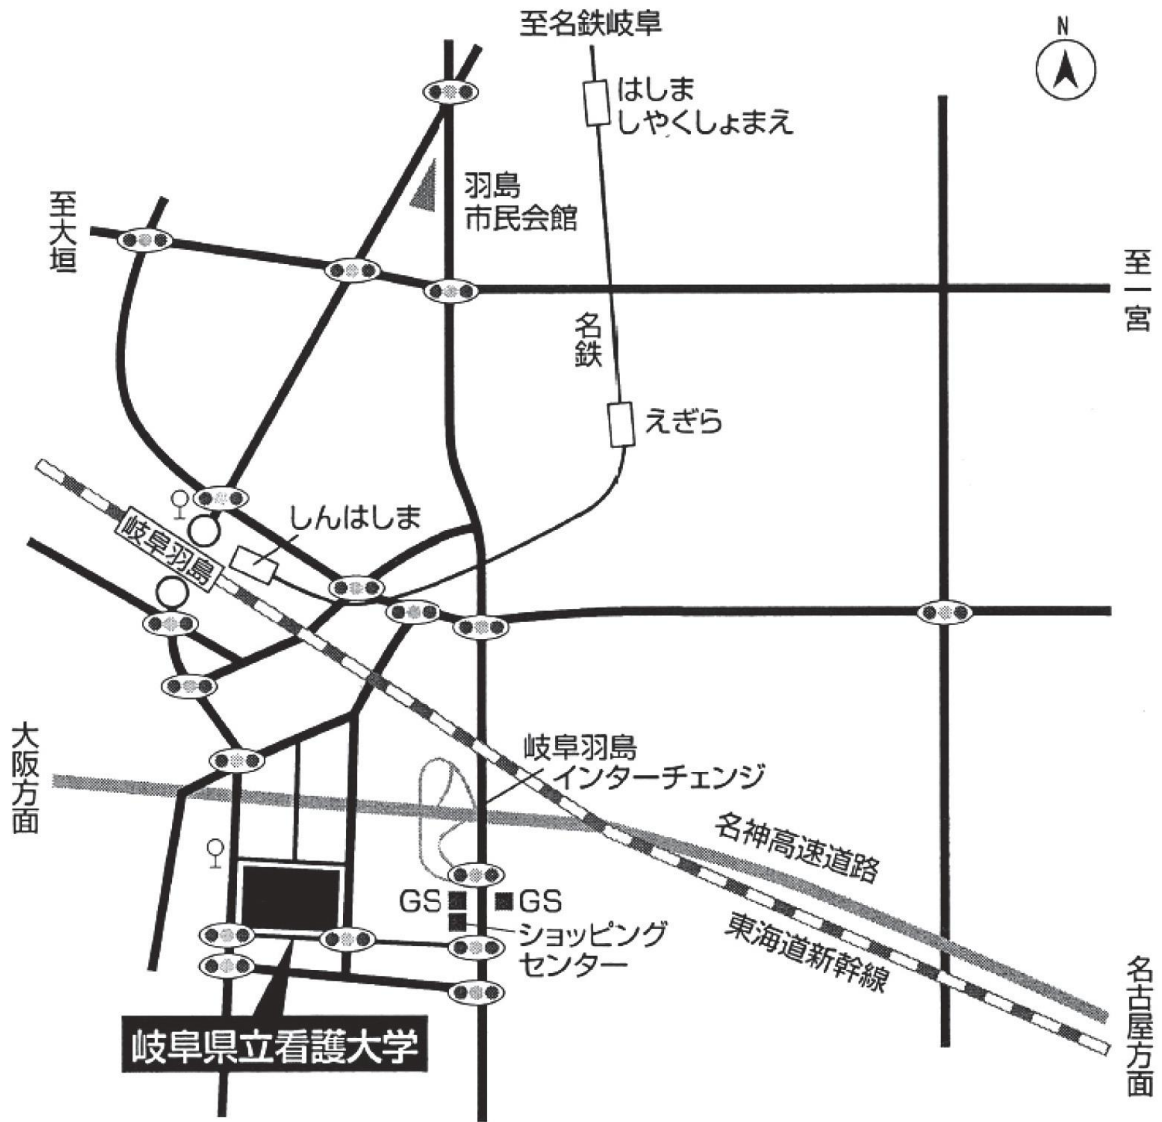 至名鉄岐阜
N
はしま
しやくしょまえ
羽島
市民会館
至大垣
至一宮
名鉄
えぎら
しんはしま
岐阜羽島
大阪方面
岐阜羽島
インターチェンジ
名神高速道路
GS
GS
ショッピング
センター
東海道新幹線
名古屋方面
岐阜県立看護大学